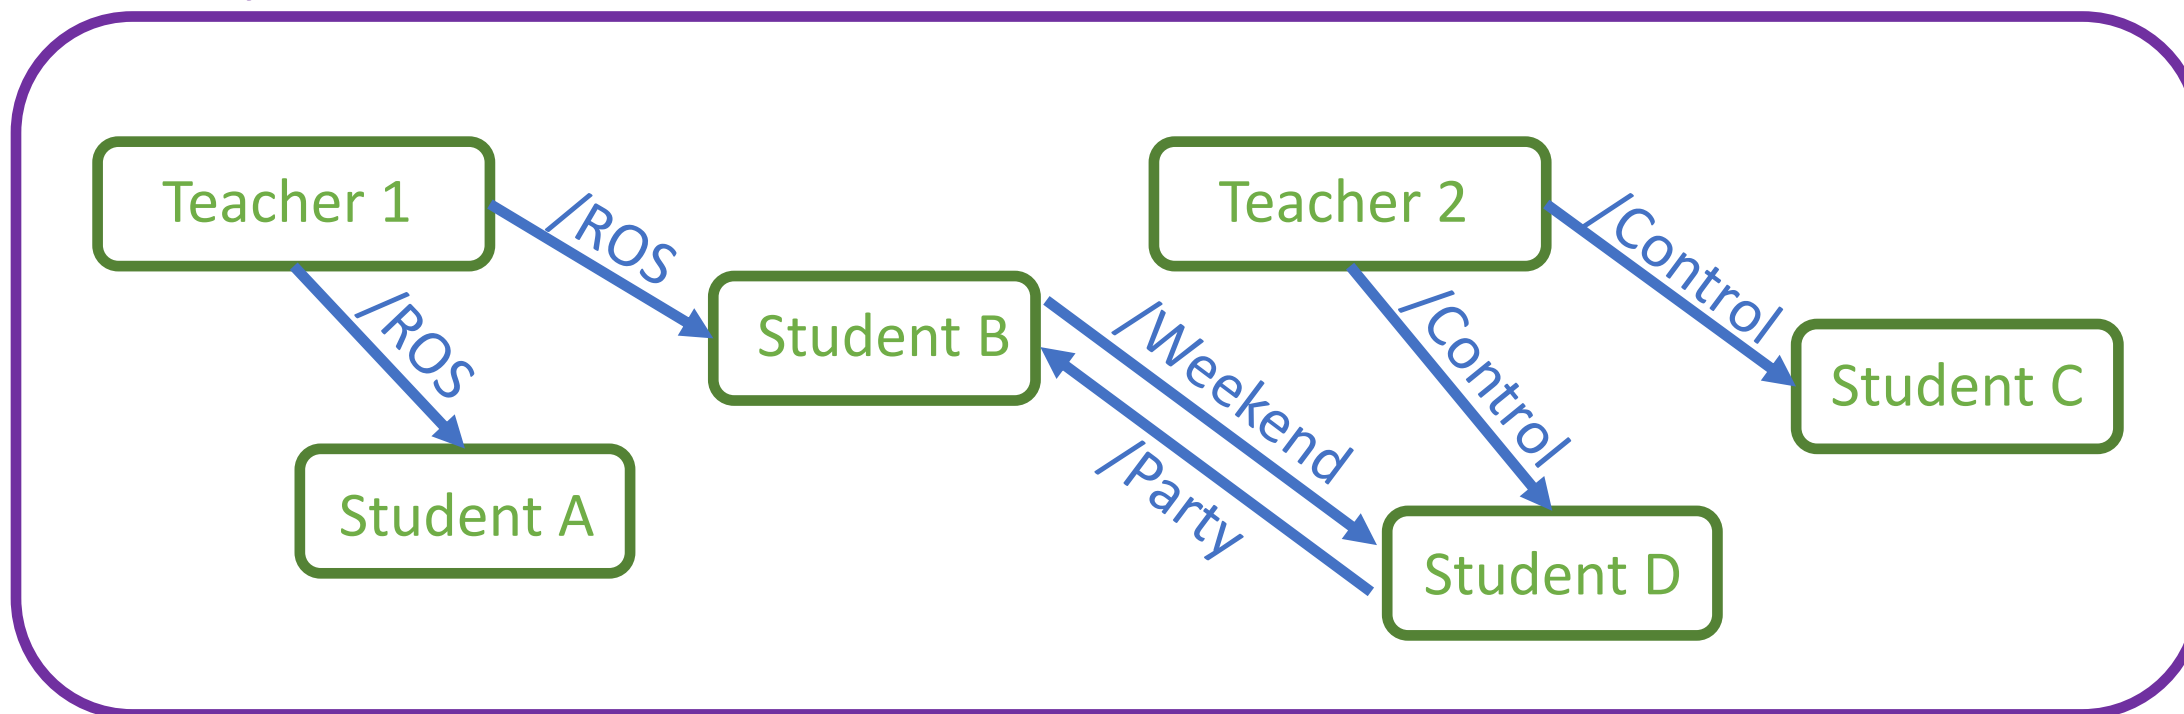 Teacher 1
/ROS
/ROS
Student B
Student A
Teacher 2
/Control
/Control
/Weekend
/Party
Student C
Student D